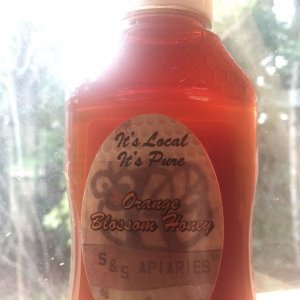 It's Local
It's Pure
Orange
Blossom Honey
S & S APIARIES